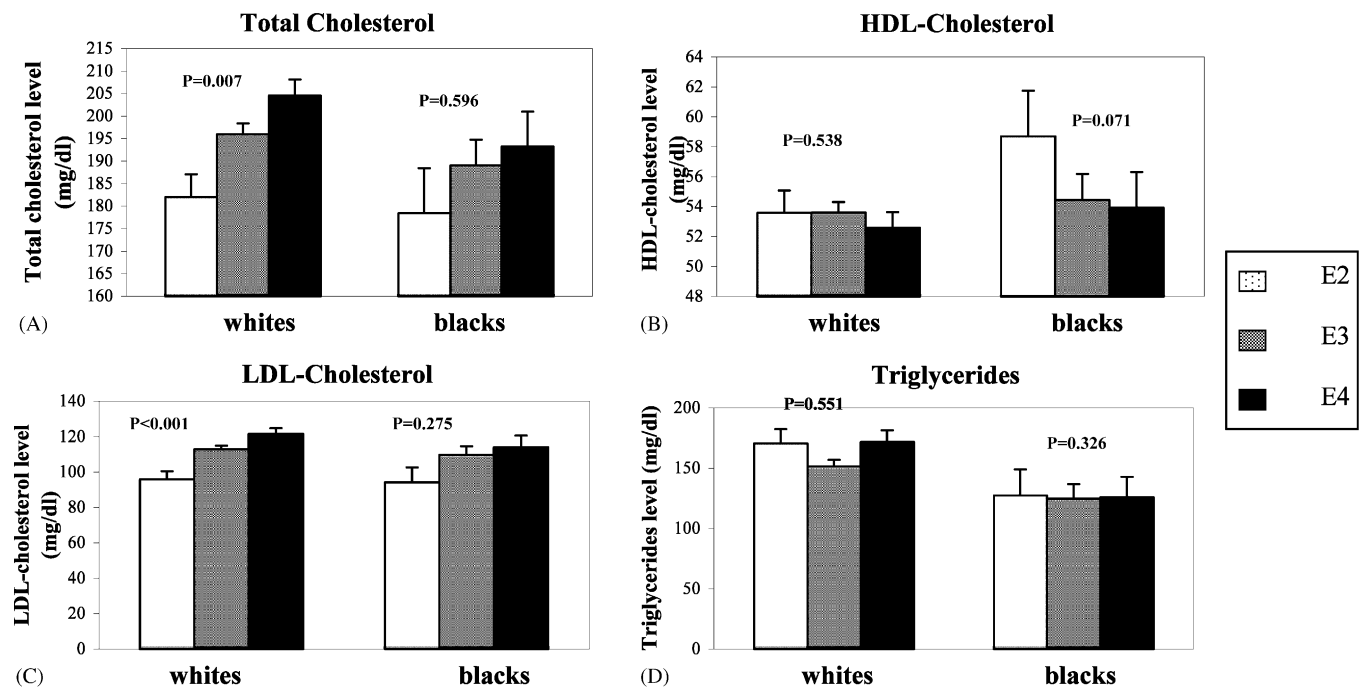 Total Cholesterol
Total cholesterol level
(mg/dl)
215
210
205
200
195
190
185
180
175
170
165
160
P=0.007
P=0.596
whites
blacks
(A)
HDL-Cholesterol
HDL-cholesterol level
(mg/dl)
64
62
60
58
56
54
52
50
48
P=0.538
P=0.071
whites
blacks
(B)
E2
E3
E4
LDL-Cholesterol
LDL-cholesterol level
(mg/dl)
140
120
100
80
60
40
20
0
P<0.001
P=0.275
whites
blacks
(C)
Triglycerides
Triglycerides level (mg/dl)
200
150
100
50
0
P=0.551
P=0.326
whites
blacks
(D)